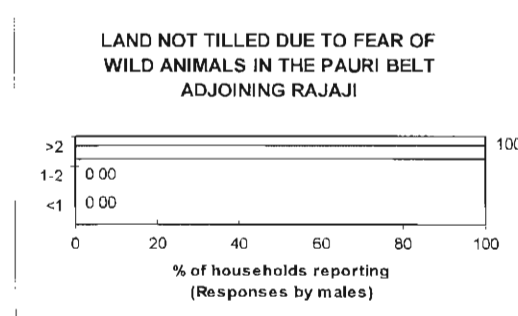 LAND NOT TILLED DUE TO FEAR OF
WILD ANIMALS IN THE PAURI BELT
ADJOINING RAJAJI
>2 100
1-2 0 00
<1 0 00
0 20 40 60 80 100
% of households reporting
(Responses by males)